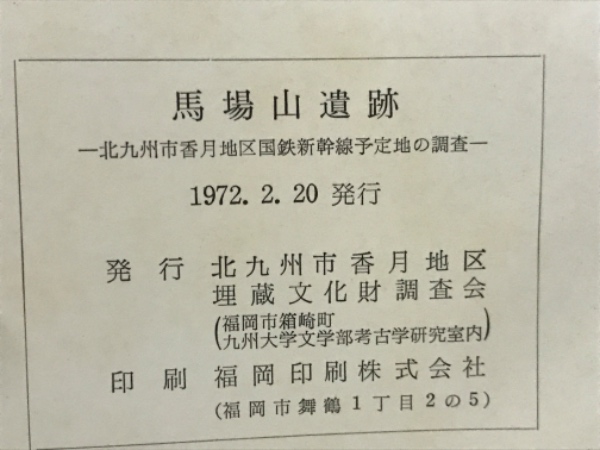 馬場山遺跡
―北九州市香月地区国鉄新幹線予定地の調査―
1972. 2. 20 発行
発行 北九州市香月地区
埋蔵文化財調査会
(福岡市箱崎町
九州大学文学部考古学研究室内)
印刷 福岡印刷株式会社
(福岡市舞鶴1丁目2の5)